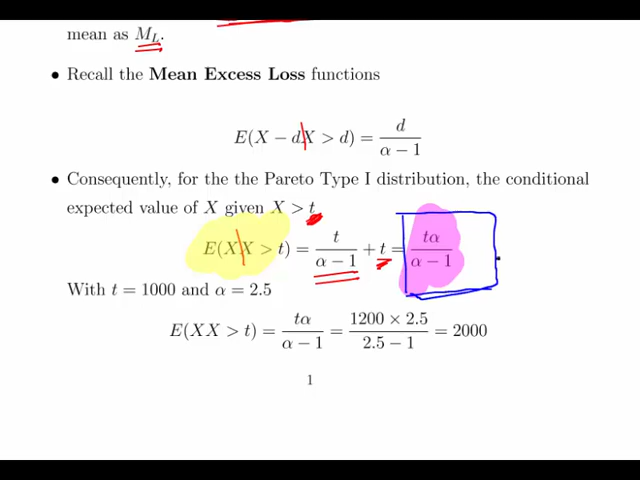 mean as M_L.
• Recall the Mean Excess Loss functions
E(X − d|X > d) = d / (α − 1)
• Consequently, for the the Pareto Type I distribution, the conditional
expected value of X given X > t
E(X|X > t) = t / (α − 1) + t = tα / (α − 1)
With t = 1000 and α = 2.5
E(XX > t) = tα / (α − 1) = 1200 × 2.5 / (2.5 − 1) = 2000
1